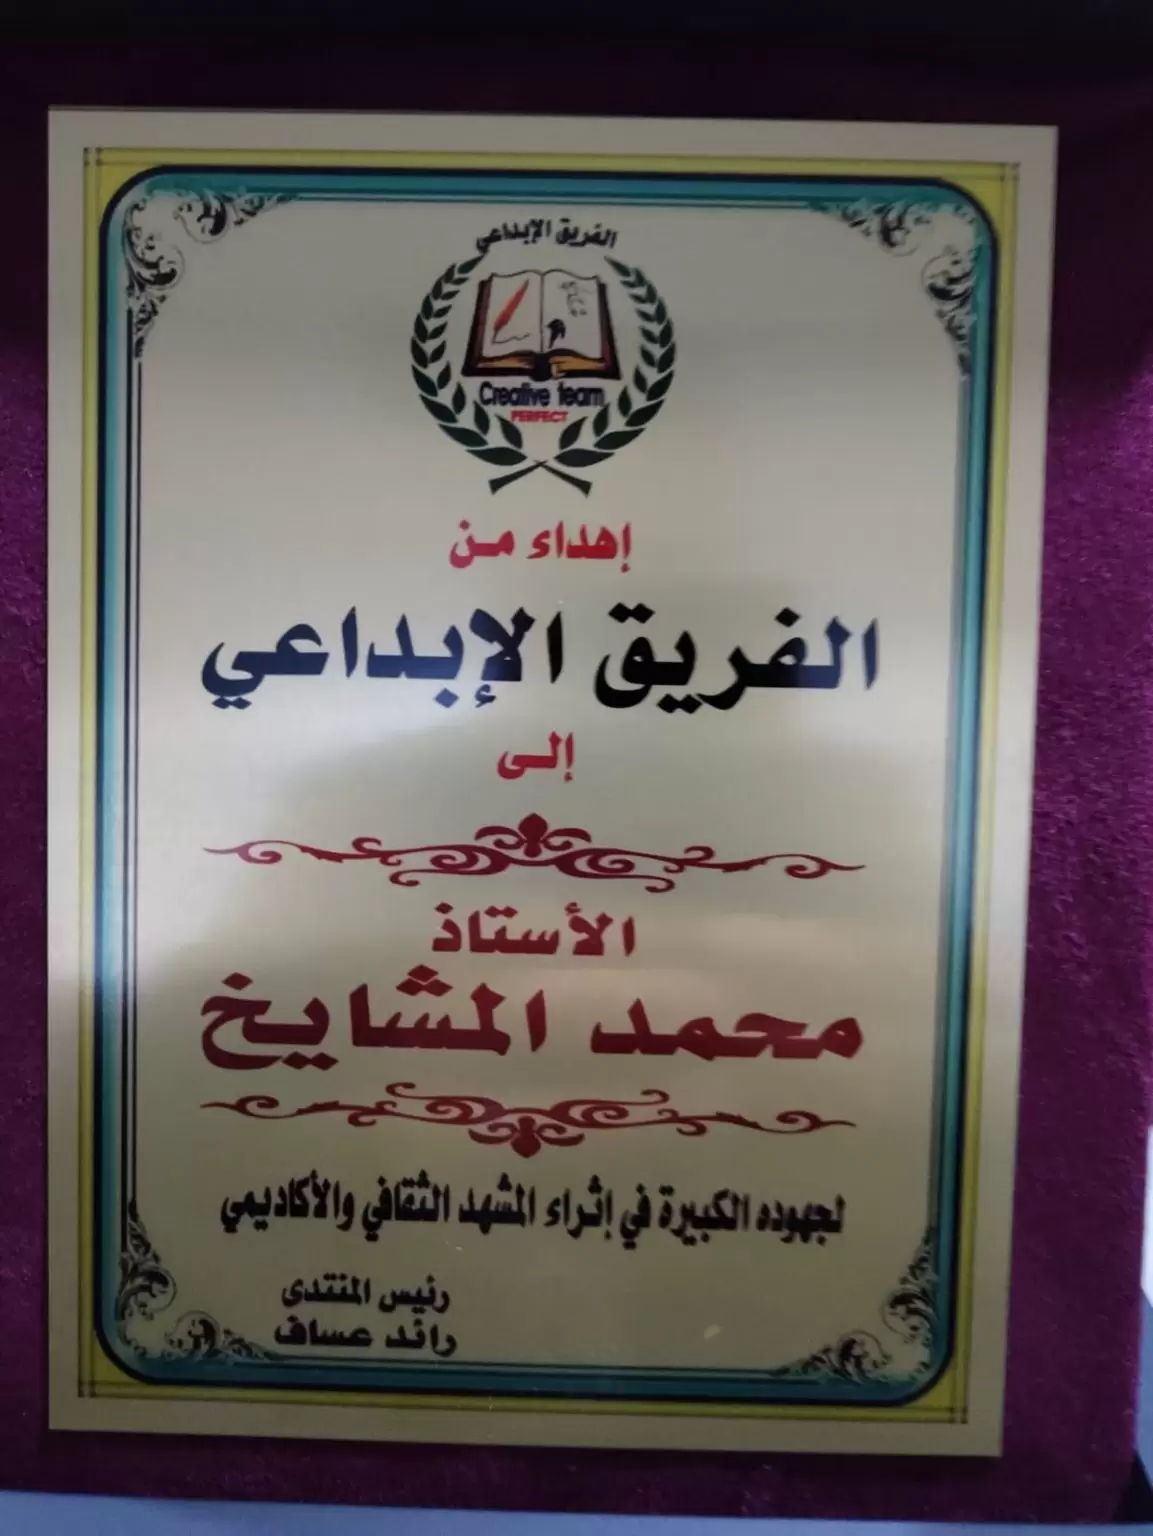 الفريق الإبداعي
Creative team
PERFECT
إهداء من
الفريق الإبداعي
إلى
الأستاذ
محمد المشايخ
لجهوده الكبيرة في إثراء المشهد الثقافي والأكاديمي
رئيس المنتدى
رائد عساف